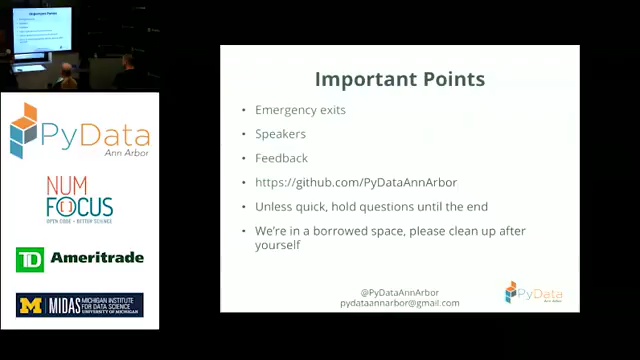 Important Points
• Emergency exits
• Speakers
• Feedback
• https://github.com/PyDataAnnArbor
• Unless quick, hold questions until the end
• We're in a borrowed space, please clean up after
yourself
@PyDataAnnArbor
pydataannarbor@gmail.com
PyData
Ann Arbor
PyData
Ann Arbor
NUM
FOCUS
OPEN CODE = BETTER SCIENCE
TD Ameritrade
M MIDAS MICHIGAN INSTITUTE
FOR DATA SCIENCE
UNIVERSITY OF MICHIGAN
Important Points